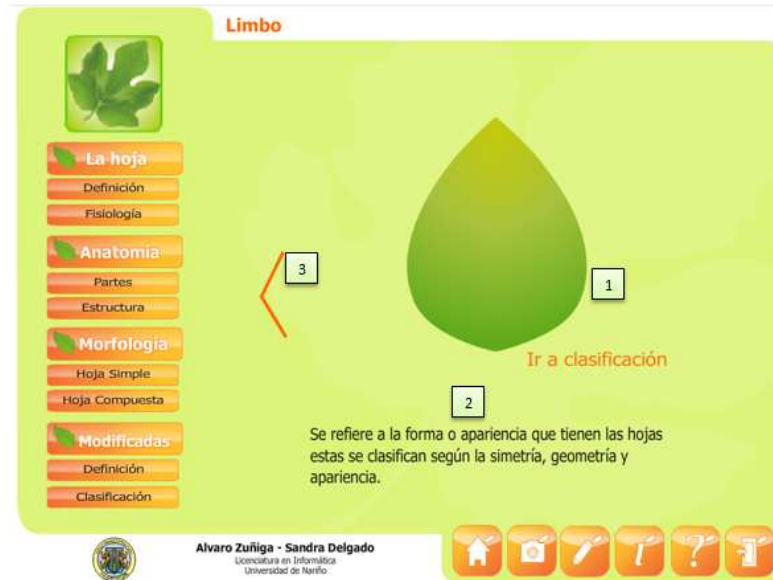 Limbo
La hoja
Definición
Fisiología
Anatomía
Partes
Estructura
Morfología
Hoja Simple
Hoja Compuesta
Modificadas
Definición
Clasificación
3
1
Ir a clasificación
2
Se refiere a la forma o apariencia que tienen las hojas
estas se clasifican según la simetría, geometría y
apariencia.
Alvaro Zuñiga - Sandra Delgado
Licenciatura en Informática
Universidad de Nariño
i
?